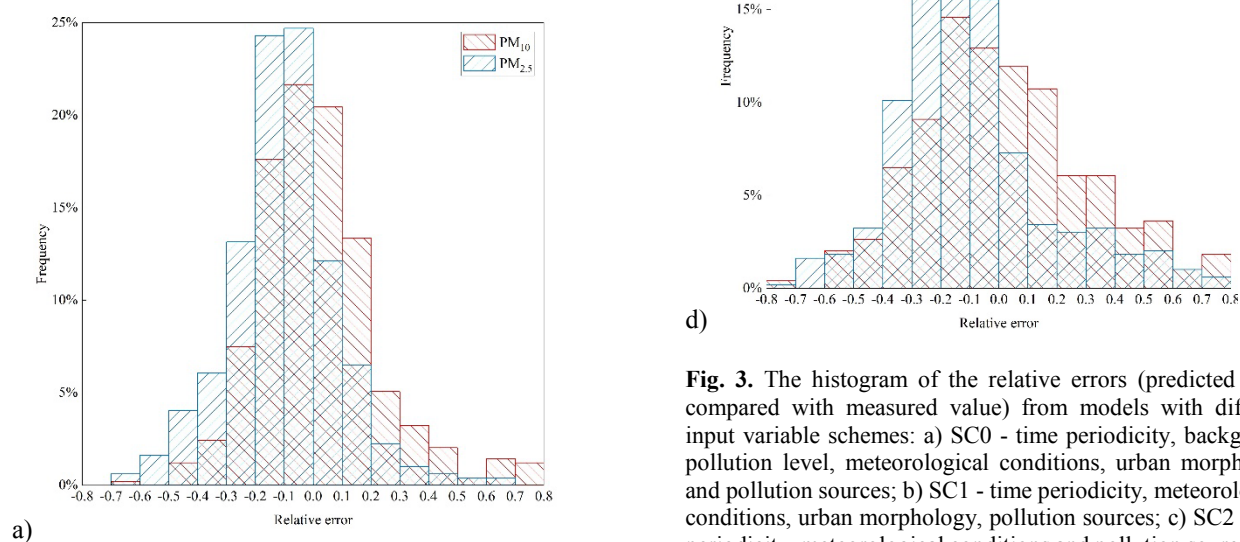 25%
20%
15%
10%
5%
0%
Frequency
PM10
PM2.5
-0.8 -0.7 -0.6 -0.5 -0.4 -0.3 -0.2 -0.1 0.0 0.1 0.2 0.3 0.4 0.5 0.6 0.7 0.8
Relative error
a)
15%
10%
5%
0%
Frequency
-0.8 -0.7 -0.6 -0.5 -0.4 -0.3 -0.2 -0.1 0.0 0.1 0.2 0.3 0.4 0.5 0.6 0.7 0.8
Relative error
d)
Fig. 3. The histogram of the relative errors (predicted
compared with measured value) from models with dif
input variable schemes: a) SC0 - time periodicity, backg
pollution level, meteorological conditions, urban morph
and pollution sources; b) SC1 - time periodicity, meteorol
conditions, urban morphology, pollution sources; c) SC2